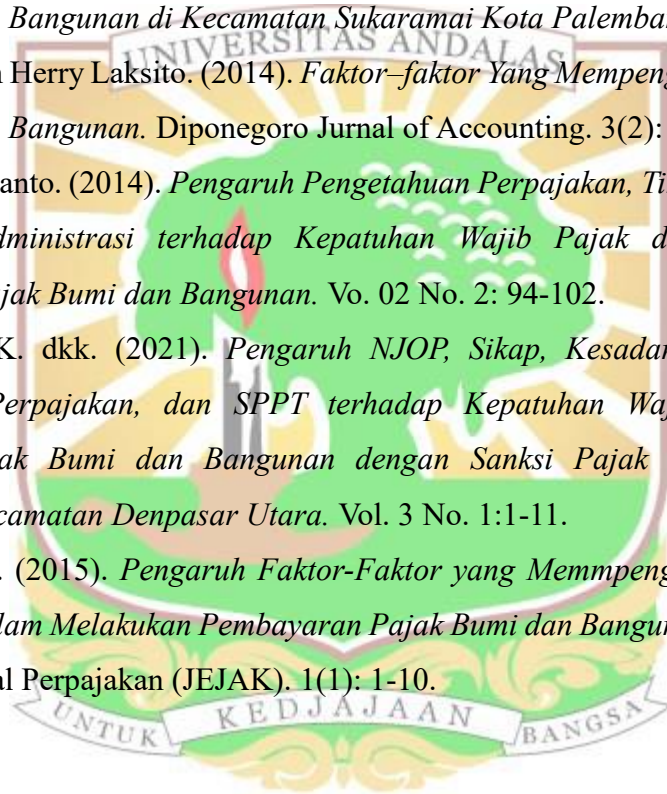 Bangunan di Kecamatan Sukaramai Kota Palemba
UNIVERSITAS ANDALAS
Herry Laksito. (2014). Faktor–faktor Yang Mempeng
Bangunan. Diponegoro Jurnal of Accounting. 3(2):
anto. (2014). Pengaruh Pengetahuan Perpajakan, Ti
dministrasi terhadap Kepatuhan Wajib Pajak d
jak Bumi dan Bangunan. Vo. 02 No. 2: 94-102.
K. dkk. (2021). Pengaruh NJOP, Sikap, Kesadar
Perpajakan, dan SPPT terhadap Kepatuhan Waj
ak Bumi dan Bangunan dengan Sanksi Pajak
camatan Denpasar Utara. Vol. 3 No. 1:1-11.
. (2015). Pengaruh Faktor-Faktor yang Memmpeng
lam Melakukan Pembayaran Pajak Bumi dan Bangun
al Perpajakan (JEJAK). 1(1): 1-10.
UNTUK KEDJAJAAN BANGSA